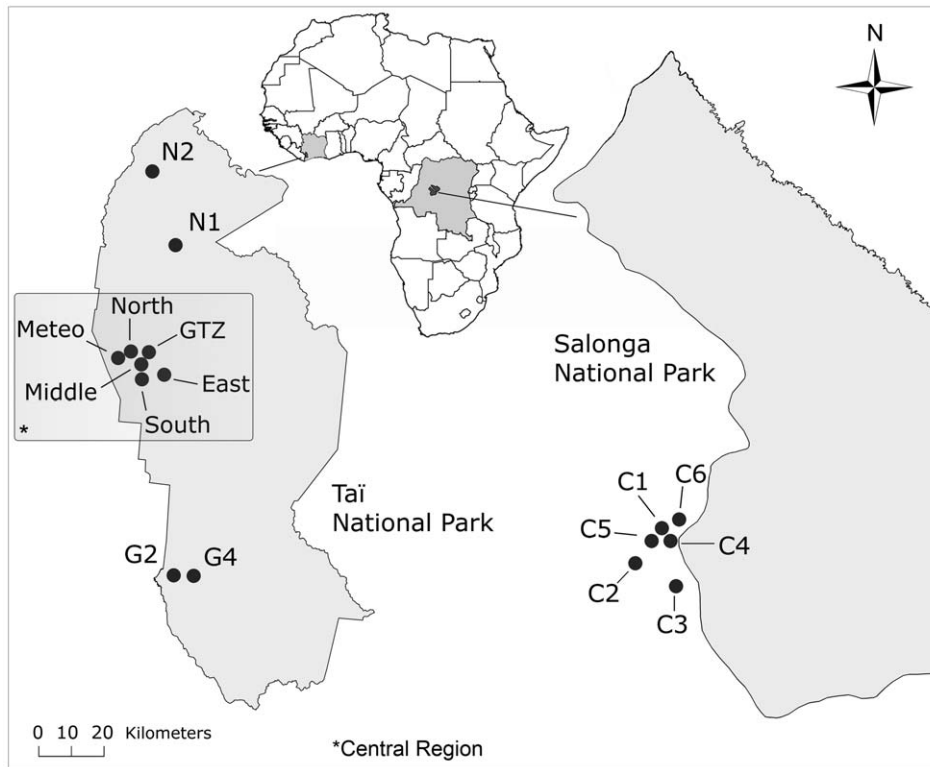 N
N2
N1
North
Meteo
GTZ
Middle
East
South
*
Salonga
National Park
Taï
National Park
C1
C6
C5
C4
C2
C3
G2
G4
0 10 20 Kilometers
*Central Region